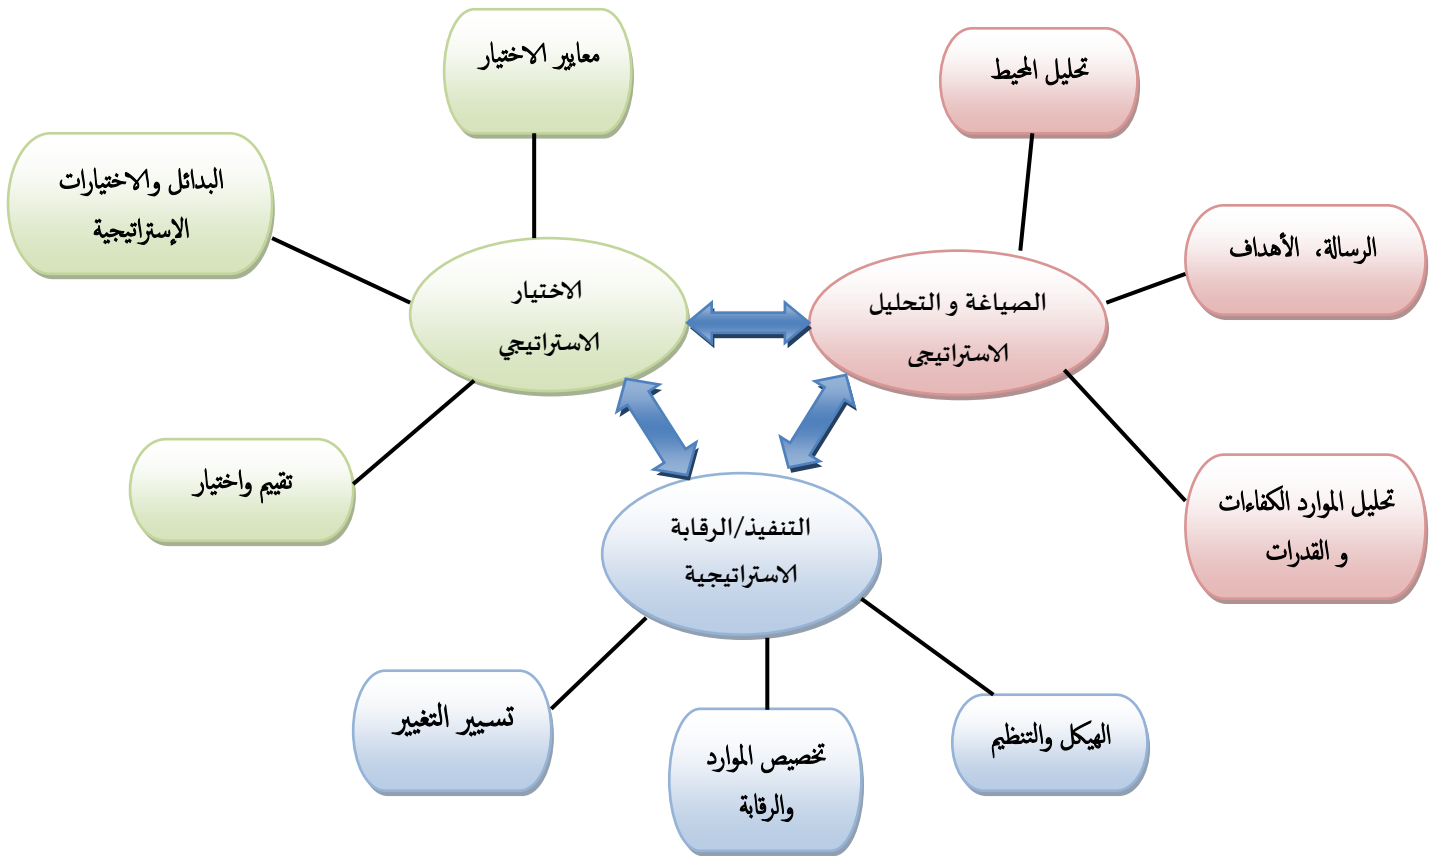 معايير الاختيار
تحليل المحيط
البدائل والاختيارات
الإستراتيجية
الرسالة، الأهداف
الاختيار
الاستراتيجي
الصياغة و التحليل
الاستراتيجى
تقييم واختيار
تحليل الموارد الكفاءات
و القدرات
التنفيذ/الرقابة
الاستراتيجية
تسيير التغيير
تخصيص الموارد
والرقابة
الهيكل والتنظيم